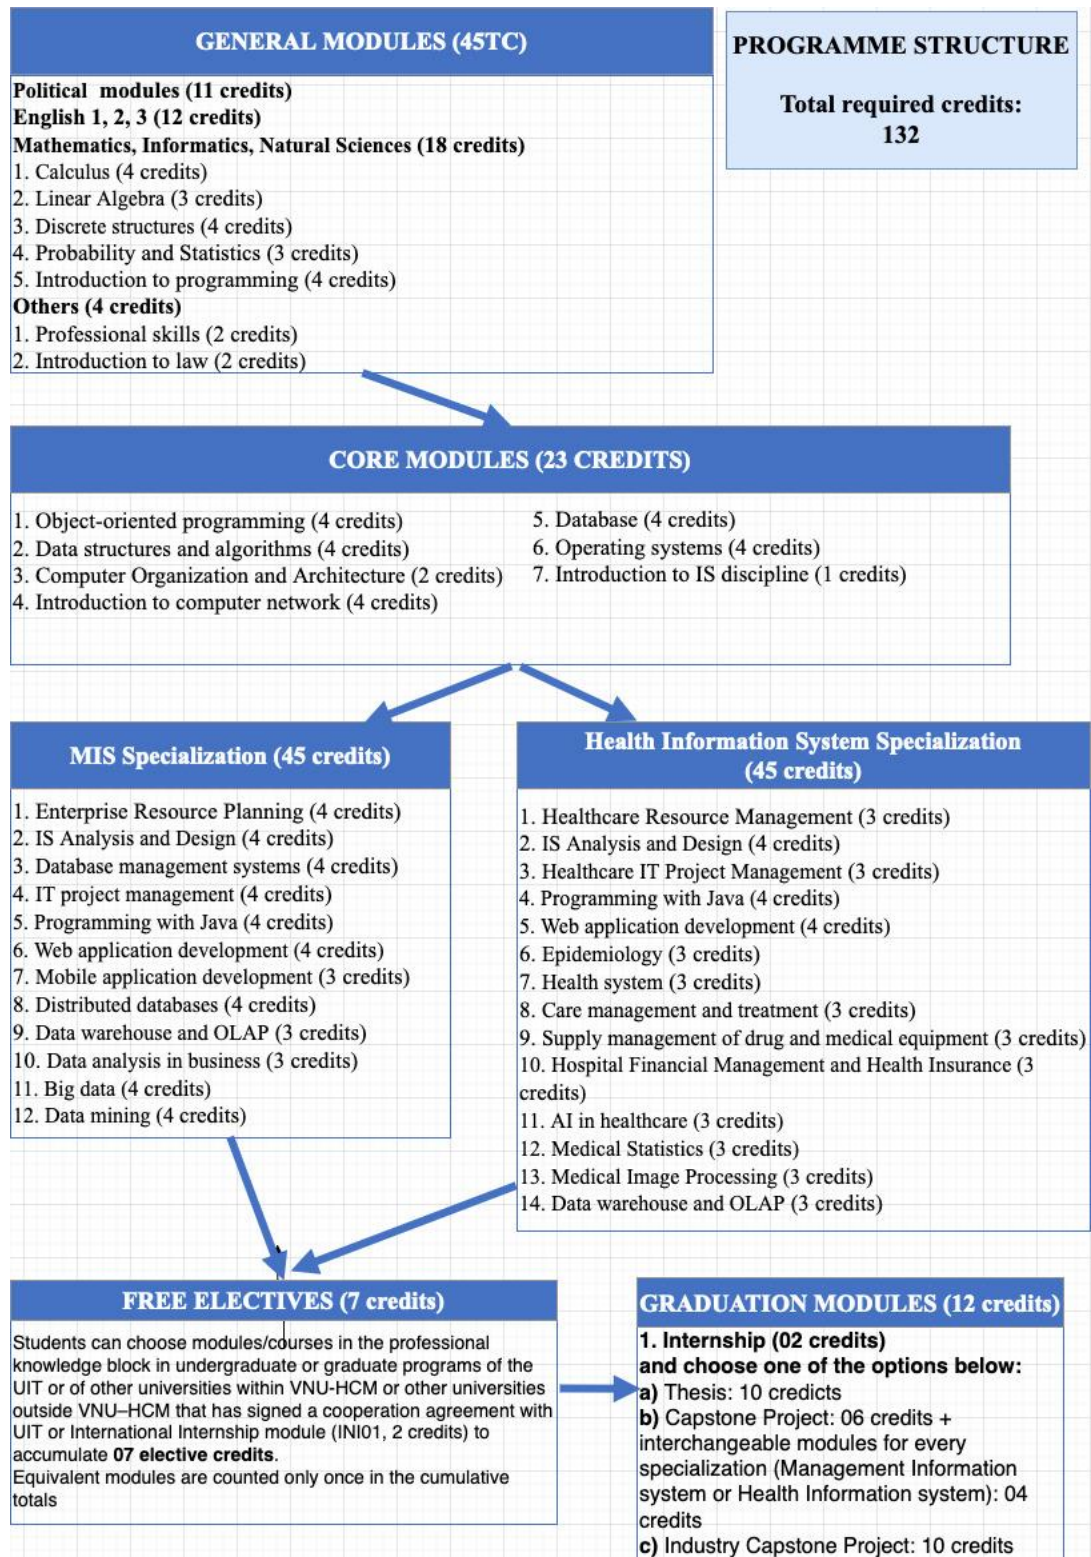 GENERAL MODULES (45TC)
Political modules (11 credits)
English 1, 2, 3 (12 credits)
Mathematics, Informatics, Natural Sciences (18 credits)
1. Calculus (4 credits)
2. Linear Algebra (3 credits)
3. Discrete structures (4 credits)
4. Probability and Statistics (3 credits)
5. Introduction to programming (4 credits)
Others (4 credits)
1. Professional skills (2 credits)
2. Introduction to law (2 credits)
PROGRAMME STRUCTURE
Total required credits:
132
CORE MODULES (23 CREDITS)
1. Object-oriented programming (4 credits)
2. Data structures and algorithms (4 credits)
3. Computer Organization and Architecture (2 credits)
4. Introduction to computer network (4 credits)
5. Database (4 credits)
6. Operating systems (4 credits)
7. Introduction to IS discipline (1 credits)
MIS Specialization (45 credits)
1. Enterprise Resource Planning (4 credits)
2. IS Analysis and Design (4 credits)
3. Database management systems (4 credits)
4. IT project management (4 credits)
5. Programming with Java (4 credits)
6. Web application development (4 credits)
7. Mobile application development (3 credits)
8. Distributed databases (4 credits)
9. Data warehouse and OLAP (3 credits)
10. Data analysis in business (3 credits)
11. Big data (4 credits)
12. Data mining (4 credits)
Health Information System Specialization
(45 credits)
1. Healthcare Resource Management (3 credits)
2. IS Analysis and Design (4 credits)
3. Healthcare IT Project Management (3 credits)
4. Programming with Java (4 credits)
5. Web application development (4 credits)
6. Epidemiology (3 credits)
7. Health system (3 credits)
8. Care management and treatment (3 credits)
9. Supply management of drug and medical equipment (3 credits)
10. Hospital Financial Management and Health Insurance (3
credits)
11. AI in healthcare (3 credits)
12. Medical Statistics (3 credits)
13. Medical Image Processing (3 credits)
14. Data warehouse and OLAP (3 credits)
FREE ELECTIVES (7 credits)
Students can choose modules/courses in the professional
knowledge block in undergraduate or graduate programs of the
UIT or of other universities within VNU-HCM or other universities
outside VNU–HCM that has signed a cooperation agreement with
UIT or International Internship module (INI01, 2 credits) to
accumulate 07 elective credits.
Equivalent modules are counted only once in the cumulative
totals
GRADUATION MODULES (12 credits)
1. Internship (02 credits)
and choose one of the options below:
a) Thesis: 10 credicts
b) Capstone Project: 06 credits +
interchangeable modules for every
specialization (Management Information
system or Health Information system): 04
credits
c) Industry Capstone Project: 10 credits